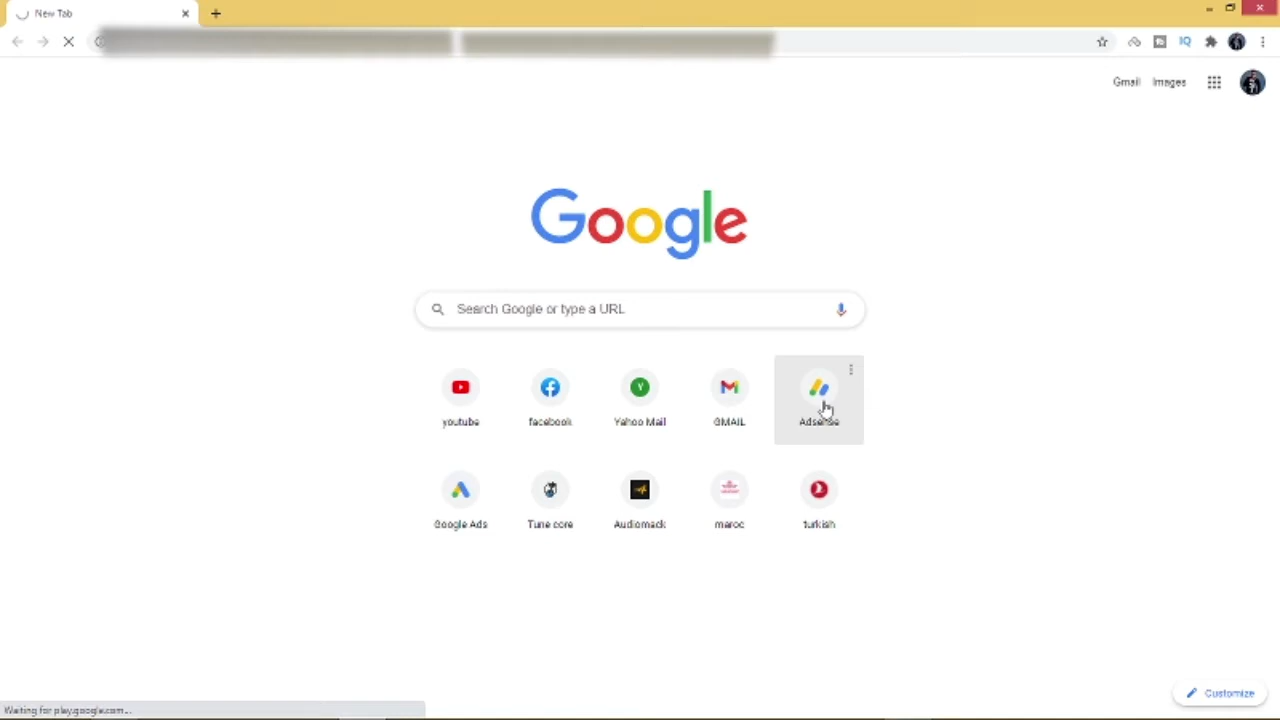 New Tab
Gmail Images
Google
Search Google or type a URL
youtube facebook Yahoo Mail GMAIL Adsense
Y
Google Ads Tune core Audiomack maroc turkish
Customize
Waiting for play.google.com...